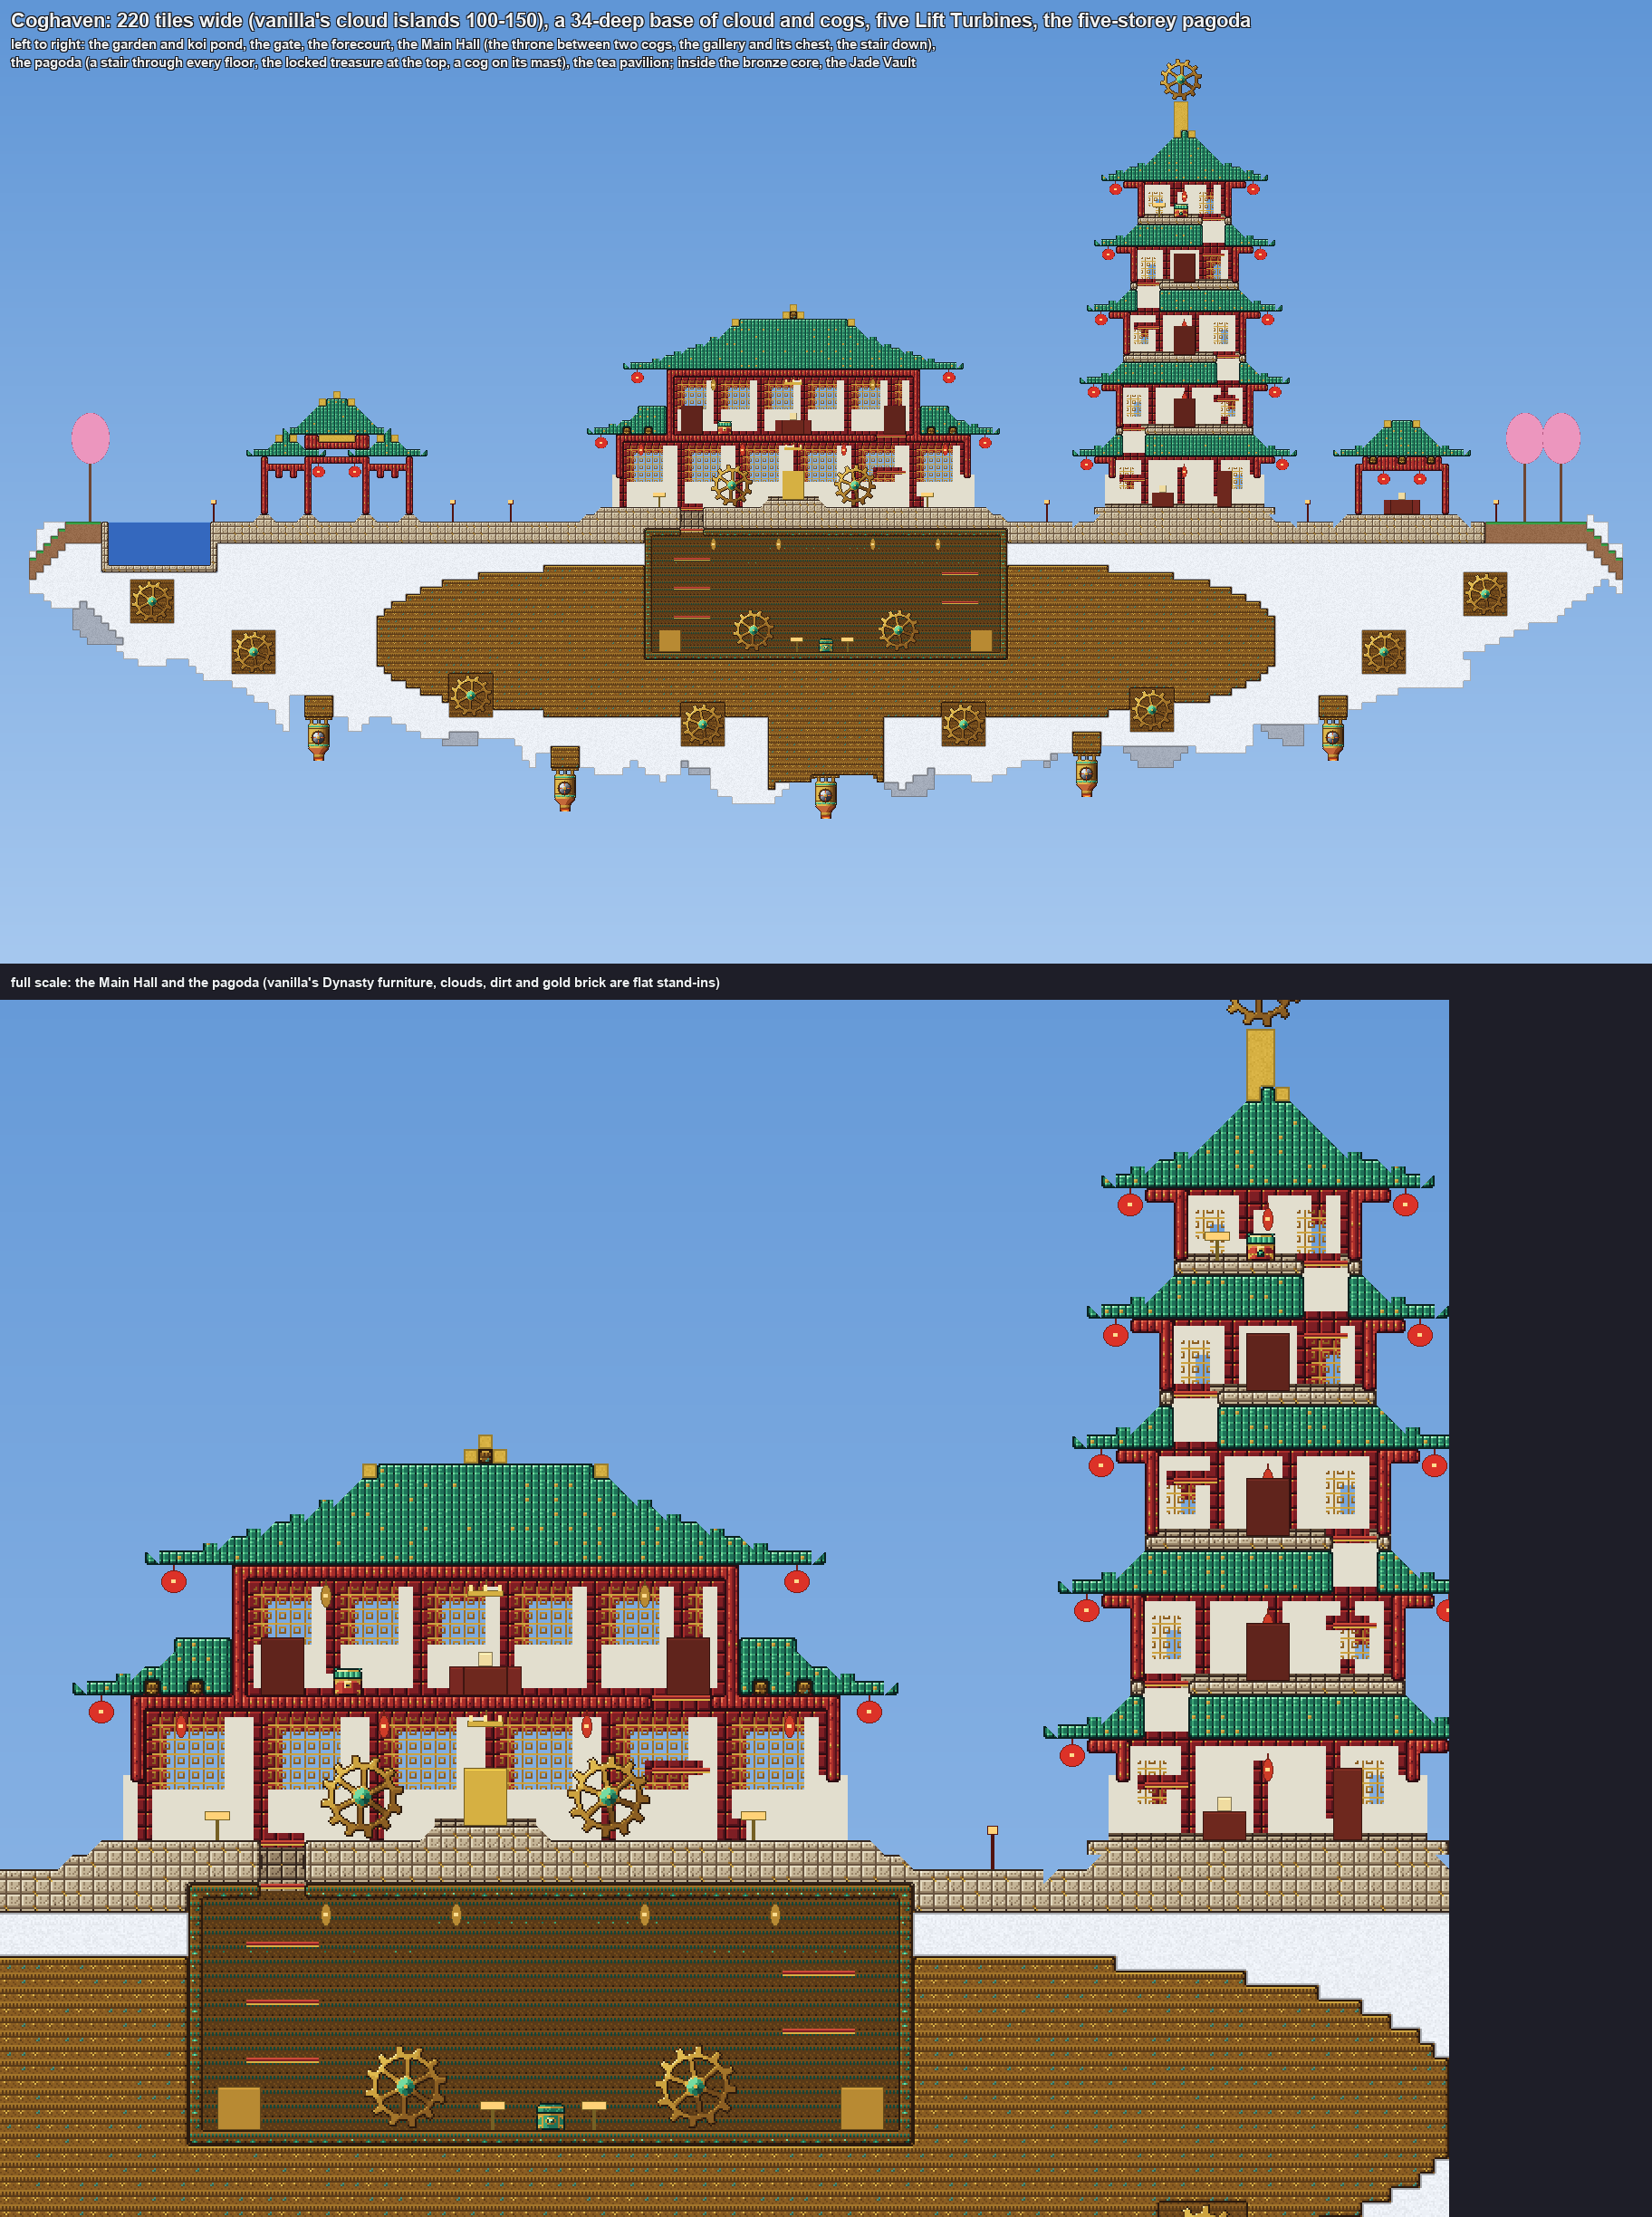 Coghaven: 220 tiles wide (vanilla's cloud islands 100-150), a 34-deep base of cloud and cogs, five Lift Turbines, the five-storey pagoda
left to right: the garden and koi pond, the gate, the forecourt, the Main Hall (the throne between two cogs, the gallery and its chest, the stair down),
the pagoda (a stair through every floor, the locked treasure at the top, a cog on its mast), the tea pavilion; inside the bronze core, the Jade Vault
full scale: the Main Hall and the pagoda (vanilla's Dynasty furniture, clouds, dirt and gold brick are flat stand-ins)